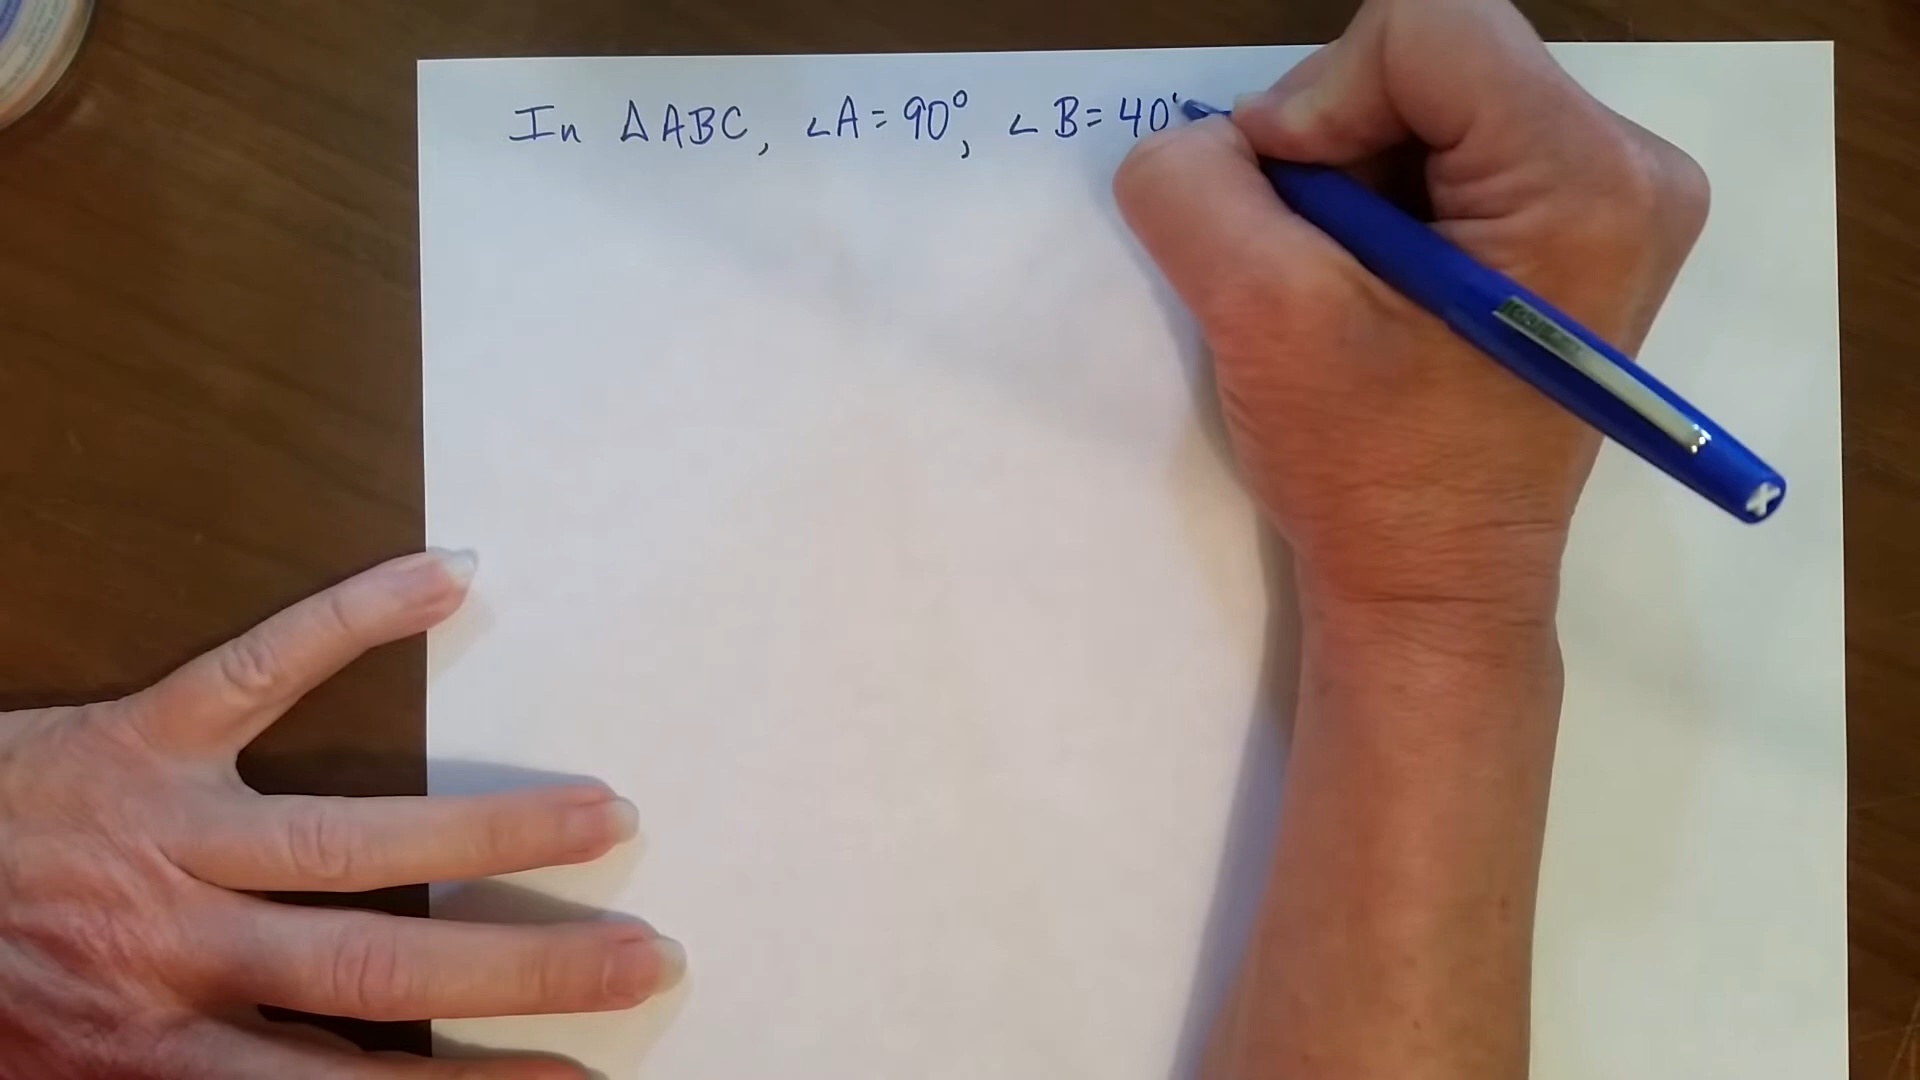 In ΔABC, ∠A = 90°, ∠B = 40°